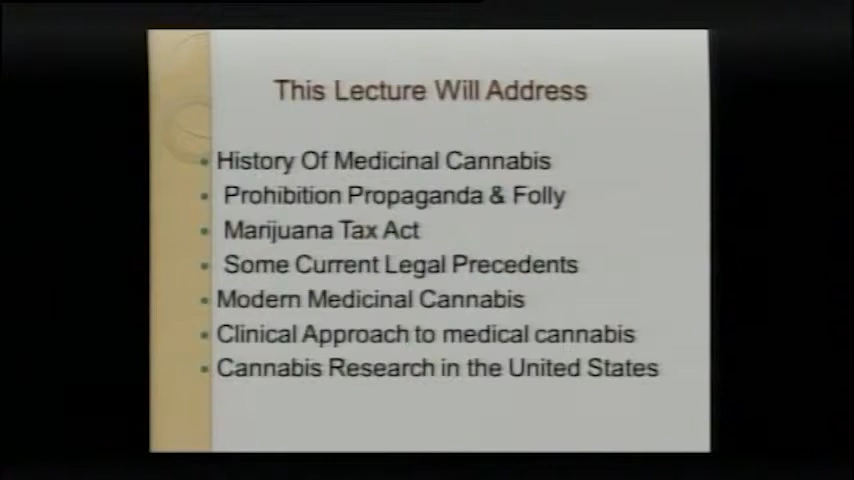 This Lecture Will Address
• History Of Medicinal Cannabis
• Prohibition Propaganda & Folly
• Marijuana Tax Act
• Some Current Legal Precedents
• Modern Medicinal Cannabis
• Clinical Approach to medical cannabis
• Cannabis Research in the United States